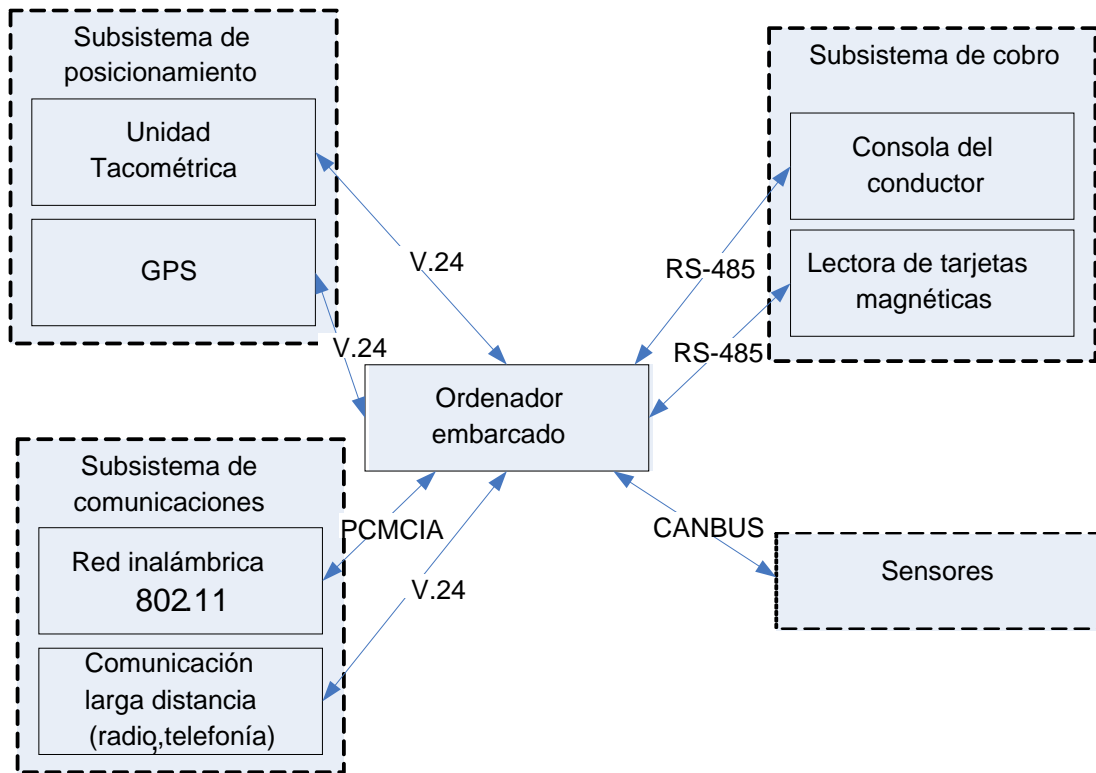 Subsistema de
posicionamiento
Unidad
Tacométrica
GPS
Subsistema de cobro
Consola del
conductor
Lectora de tarjetas
magnéticas
V.24
V.24
RS-485
RS-485
Ordenador
embarcado
Subsistema de
comunicaciones
Red inalámbrica
802.11
Comunicación
larga distancia
(radio,,telefonía)
PCMCIA
V.24
CANBUS
Sensores